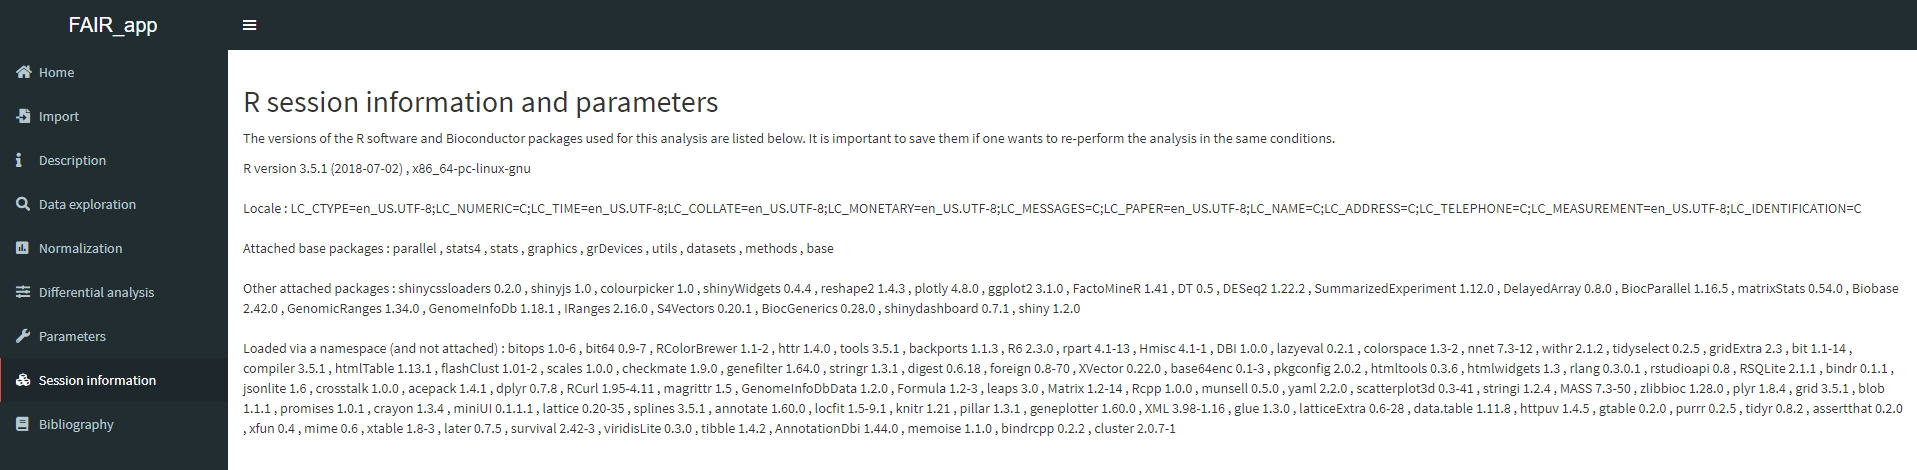 FAIR_app
Home
Import
Description
Data exploration
Normalization
Differential analysis
Parameters
Session information
Bibliography
R session information and parameters
The versions of the R software and Bioconductor packages used for this analysis are listed below. It is important to save them if one wants to re-perform the analysis in the same conditions.
R version 3.5.1 (2018-07-02) , x86_64-pc-linux-gnu
Locale : LC_CTYPE=en_US.UTF-8;LC_NUMERIC=C;LC_TIME=en_US.UTF-8;LC_COLLATE=en_US.UTF-8;LC_MONETARY=en_US.UTF-8;LC_MESSAGES=C;LC_PAPER=en_US.UTF-8;LC_NAME=C;LC_ADDRESS=C;LC_TELEPHONE=C;LC_MEASUREMENT=en_US.UTF-8;LC_IDENTIFICATION=C
Attached base packages : parallel , stats4 , stats , graphics , grDevices , utils , datasets , methods , base
Other attached packages : shinycssloaders 0.2.0 , shinyjs 1.0 , colourpicker 1.0 , shinyWidgets 0.4.4 , reshape2 1.4.3 , plotly 4.8.0 , ggplot2 3.1.0 , FactoMineR 1.41 , DT 0.5 , DESeq2 1.22.2 , SummarizedExperiment 1.12.0 , DelayedArray 0.8.0 , BiocParallel 1.16.5 , matrixStats 0.54.0 , Biobase
2.42.0 , GenomicRanges 1.34.0 , GenomeInfoDb 1.18.1 , IRanges 2.16.0 , S4Vectors 0.20.1 , BiocGenerics 0.28.0 , shinydashboard 0.7.1 , shiny 1.2.0
Loaded via a namespace (and not attached) : bitops 1.0-6 , bit64 0.9-7 , RColorBrewer 1.1-2 , httr 1.4.0 , tools 3.5.1 , backports 1.1.3 , R6 2.3.0 , rpart 4.1-13 , Hmisc 4.1-1 , DBI 1.0.0 , lazyeval 0.2.1 , colorspace 1.3-2 , nnet 7.3-12 , withr 2.1.2 , tidyselect 0.2.5 , gridExtra 2.3 , bit 1.1-14 ,
compiler 3.5.1 , htmlTable 1.13.1 , flashClust 1.01-2 , scales 1.0.0 , checkmate 1.9.0 , genefilter 1.64.0 , stringr 1.3.1 , digest 0.6.18 , foreign 0.8-70 , XVector 0.22.0 , base64enc 0.1-3 , pkgconfig 2.0.2 , htmltools 0.3.6 , htmlwidgets 1.3 , rlang 0.3.0.1 , rstudioapi 0.8 , RSQLite 2.1.1 , bindr 0.1.1 ,
jsonlite 1.6 , crosstalk 1.0.0 , acepack 1.4.1 , dplyr 0.7.8 , RCurl 1.95-4.11 , magrittr 1.5 , GenomeInfoDbData 1.2.0 , Formula 1.2-3 , leaps 3.0 , Matrix 1.2-14 , Rcpp 1.0.0 , munsell 0.5.0 , yaml 2.2.0 , scatterplot3d 0.3-41 , stringi 1.2.4 , MASS 7.3-50 , zlibbioc 1.28.0 , plyr 1.8.4 , grid 3.5.1 , blob
1.1.1 , promises 1.0.1 , crayon 1.3.4 , miniUI 0.1.1.1 , lattice 0.20-35 , splines 3.5.1 , annotate 1.60.0 , locfit 1.5-9.1 , knitr 1.21 , pillar 1.3.1 , geneplotter 1.60.0 , XML 3.98-1.16 , glue 1.3.0 , latticeExtra 0.6-28 , data.table 1.11.8 , httpuv 1.4.5 , gtable 0.2.0 , purrr 0.2.5 , tidyr 0.8.2 , assertthat 0.2.0
, xfun 0.4 , mime 0.6 , xtable 1.8-3 , later 0.7.5 , survival 2.42-3 , viridisLite 0.3.0 , tibble 1.4.2 , AnnotationDbi 1.44.0 , memoise 1.1.0 , bindrcpp 0.2.2 , cluster 2.0.7-1